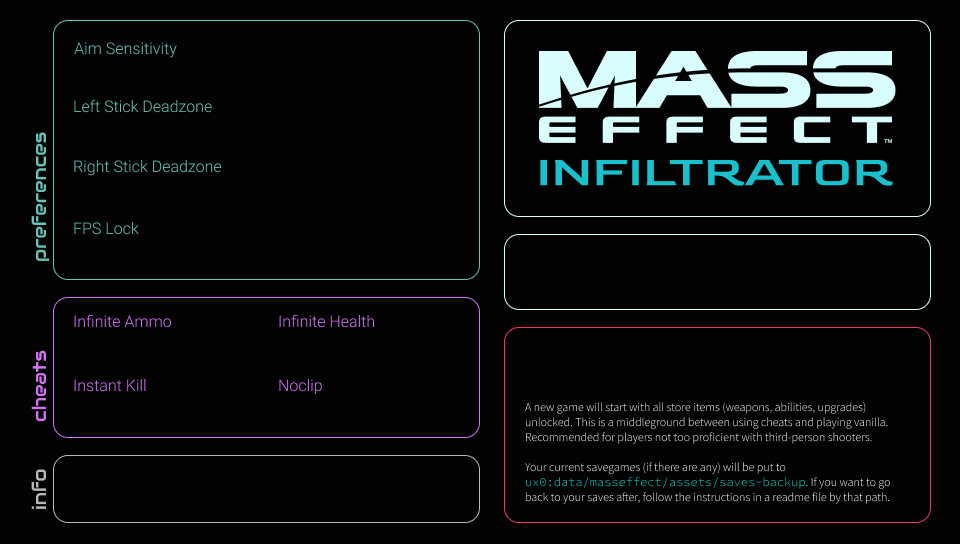 preferences
Aim Sensitivity
Left Stick Deadzone
Right Stick Deadzone
FPS Lock
cheats
Infinite Ammo
Infinite Health
Instant Kill
Noclip
info
MASS
EFFECT™
INFILTRATOR
A new game will start with all store items (weapons, abilities, upgrades)
unlocked. This is a middleground between using cheats and playing vanilla.
Recommended for players not too proficient with third-person shooters.
Your current savegames (if there are any) will be put to
ux0:data/masseffect/assets/saves-backup. If you want to go
back to your saves after, follow the instructions in a readme file by that path.